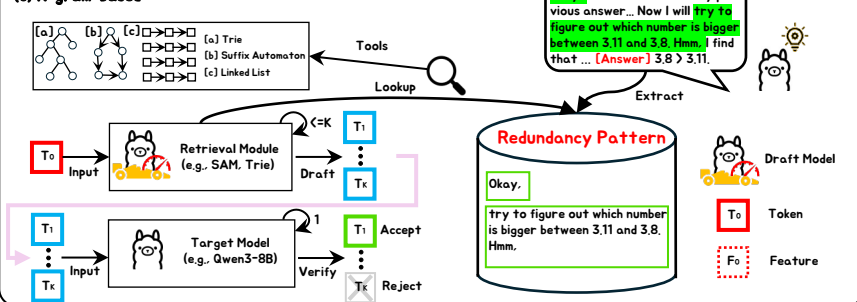 [a]
[b]
[c]
[a] Trie
[b] Suffix Automaton
[c] Linked List
Tools
Lookup
vious answer... Now I will try to
figure out which number is bigger
between 3.11 and 3.8. Hmm, I find
that ... [Answer] 3.8 > 3.11.
Extract
T0
Input
Retrieval Module
(e.g., SAM, Trie)
<=K
Draft
T1
TK
Redundancy Pattern
Okay,
try to figure out which number
is bigger between 3.11 and 3.8.
Hmm,
T1
TK
Input
Target Model
(e.g., Qwen3-8B)
1
Verify
T1
Accept
TK
Reject
Draft Model
T0
Token
F0
Feature